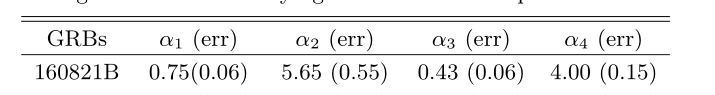 GRBs α₁ (err) α₂ (err) α₃ (err) α₄ (err)
160821B 0.75(0.06) 5.65 (0.55) 0.43 (0.06) 4.00 (0.15)